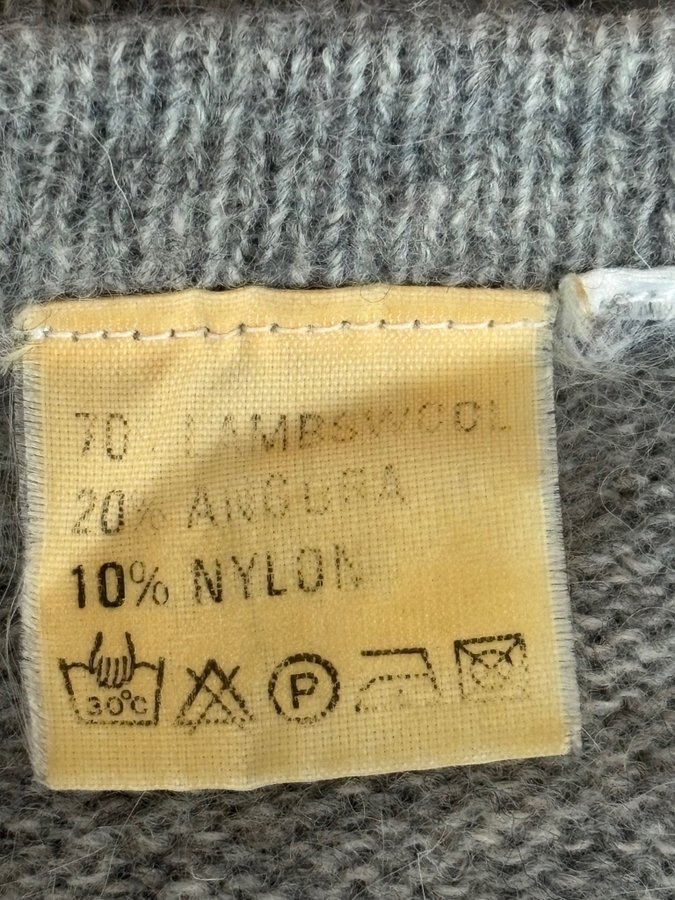 70% LAMBSWOOL
20% ANGORA
10% NYLON
30°C P